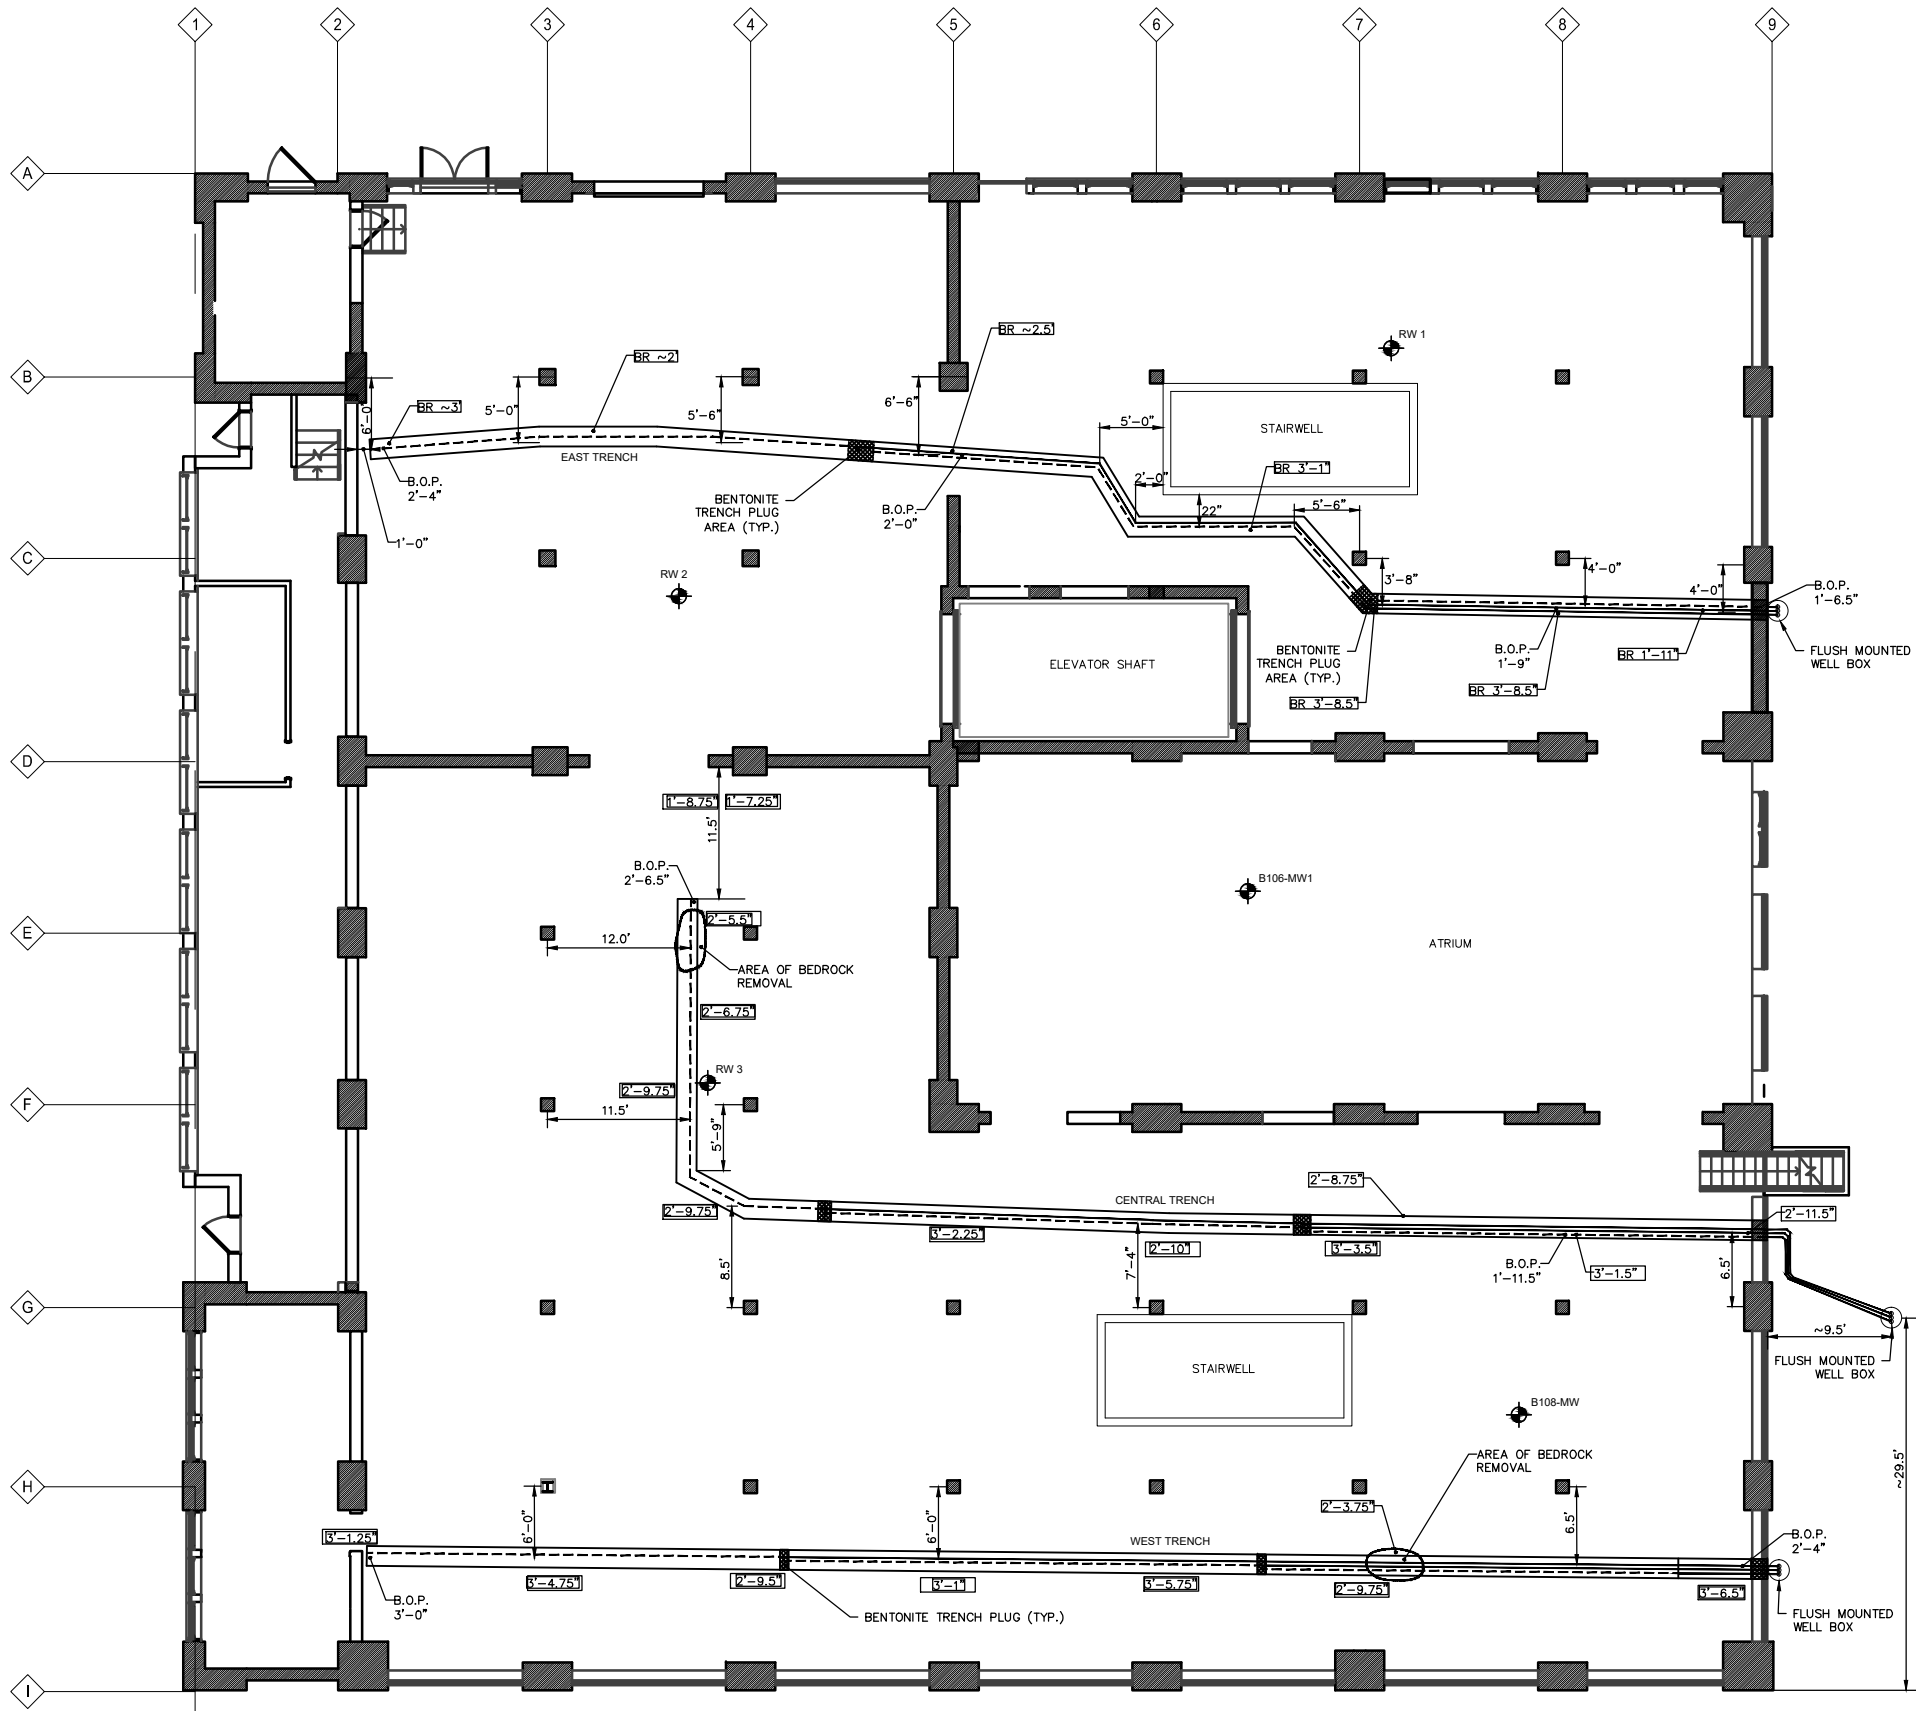 1
2
3
4
5
6
7
8
9
A
B
C
D
E
F
G
H
I
RW 1
BR ~2.5'
BR ~2'
BR ~3'
6'-0"
5'-0"
5'-6"
6'-6"
5'-0"
STAIRWELL
EAST TRENCH
BR 3'-1"
2'-0"
B.O.P.
2'-4"
BENTONITE
TRENCH PLUG
AREA (TYP.)
B.O.P.
2'-0"
22"
5'-6"
1'-0"
RW 2
3'-8"
4'-0"
4'-0"
B.O.P.
1'-6.5"
ELEVATOR SHAFT
BENTONITE
TRENCH PLUG
AREA (TYP.)
B.O.P.
1'-9"
BR 1'-11"
FLUSH MOUNTED
WELL BOX
BR 3'-8.5"
BR 3'-8.5"
1'-8.75"
1'-7.25"
11.5'
B.O.P.
2'-6.5"
B106-MW1
2'-5.5"
12.0'
ATRIUM
AREA OF BEDROCK
REMOVAL
2'-6.75"
RW 3
2'-9.75"
11.5'
5'-9"
2'-8.75"
CENTRAL TRENCH
2'-9.75"
2'-11.5"
3'-2.25"
2'-10"
3'-3.5"
8.5'
7'-4"
B.O.P.
1'-11.5"
3'-1.5"
6.5'
~9.5'
FLUSH MOUNTED
WELL BOX
STAIRWELL
B108-MW
AREA OF BEDROCK
REMOVAL
~29.5'
2'-3.75"
6'-0"
6'-0"
6.5'
3'-1.25"
WEST TRENCH
B.O.P.
2'-4"
3'-4.75"
2'-9.5"
3'-1"
3'-5.75"
2'-9.75"
3'-6.5"
B.O.P.
3'-0"
BENTONITE TRENCH PLUG (TYP.)
FLUSH MOUNTED
WELL BOX